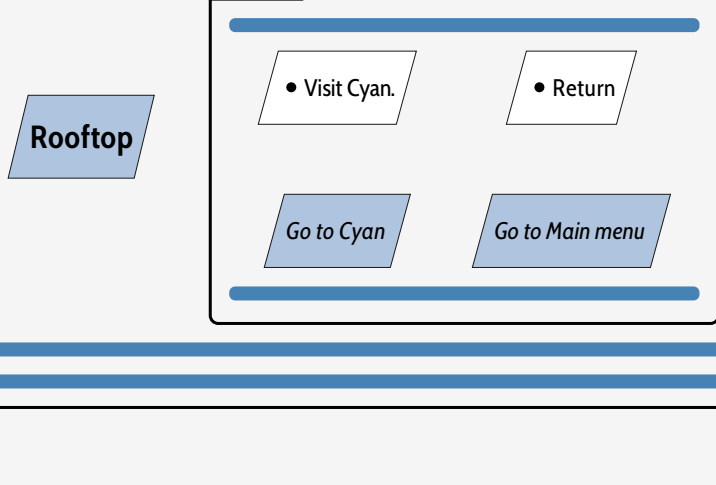 Rooftop
• Visit Cyan.
• Return
Go to Cyan
Go to Main menu